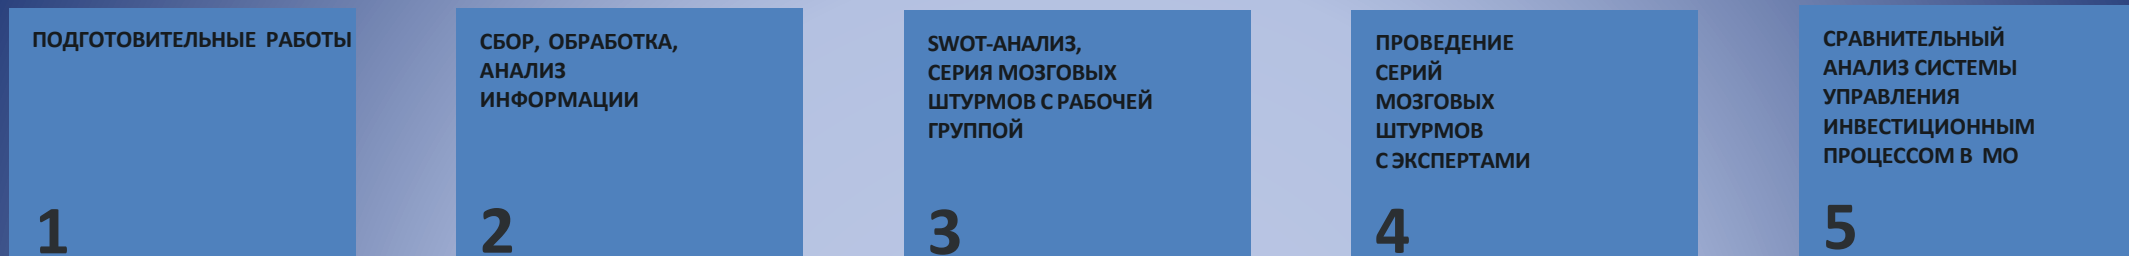 ПОДГОТОВИТЕЛЬНЫЕ РАБОТЫ
1
СБОР, ОБРАБОТКА,
АНАЛИЗ
ИНФОРМАЦИИ
2
SWOT-АНАЛИЗ,
СЕРИЯ МОЗГОВЫХ
ШТУРМОВ С РАБОЧЕЙ
ГРУППОЙ
3
ПРОВЕДЕНИЕ
СЕРИЙ
МОЗГОВЫХ
ШТУРМОВ
С ЭКСПЕРТАМИ
4
СРАВНИТЕЛЬНЫЙ
АНАЛИЗ СИСТЕМЫ
УПРАВЛЕНИЯ
ИНВЕСТИЦИОННЫМ
ПРОЦЕССОМ В МО
5